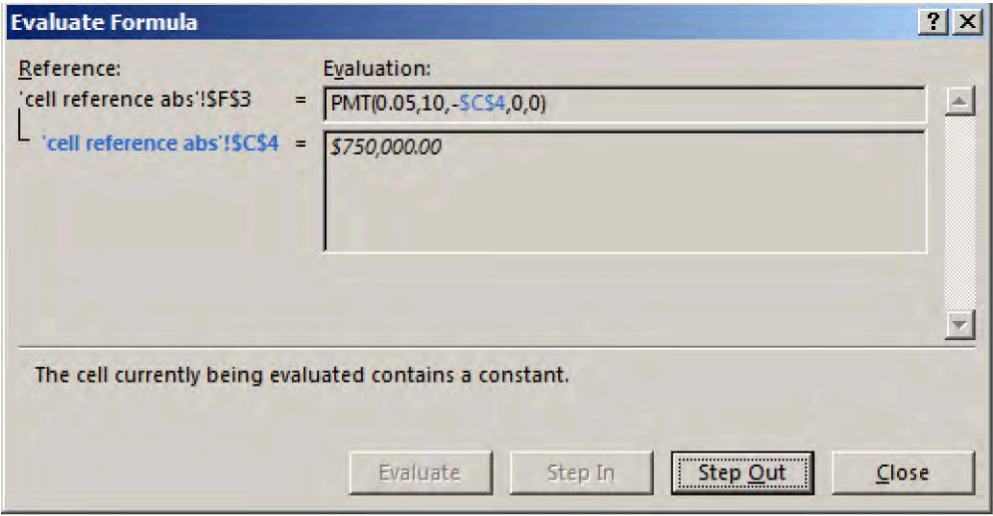 Evaluate Formula
Reference: Evaluation:
'cell reference abs'!$F$3 = PMT(0.05,10,-$C$4,0,0)
'cell reference abs'!$C$4 = $750,000.00
The cell currently being evaluated contains a constant.
Evaluate Step In Step Out Close